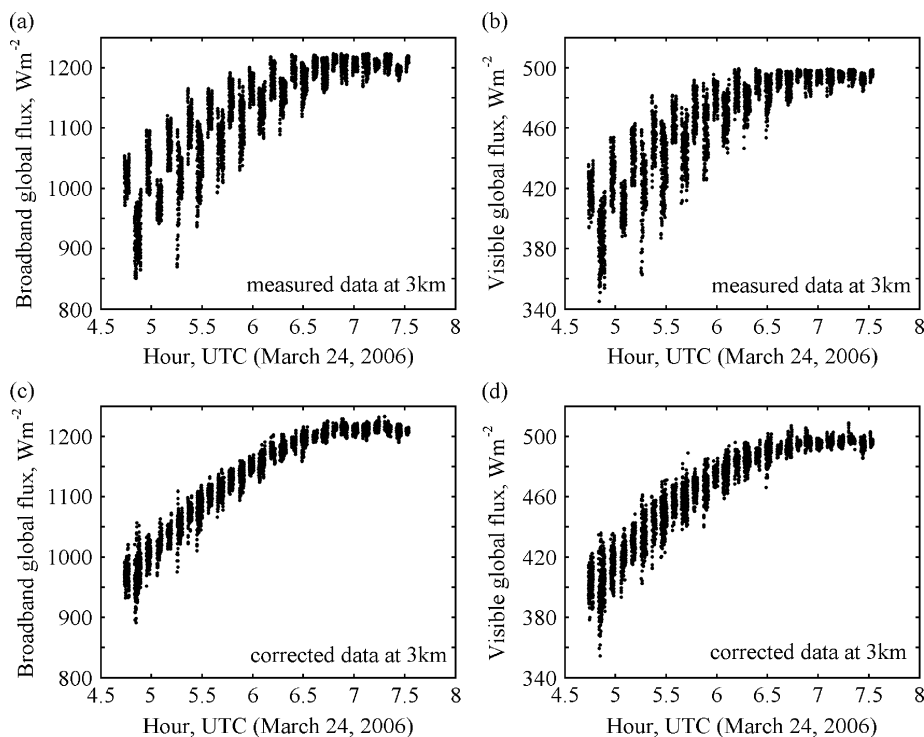 (a)
Broadband global flux, Wm-2
1200
1100
1000
900
800
measured data at 3km
4.5 5 5.5 6 6.5 7 7.5 8
Hour, UTC (March 24, 2006)
(b)
Visible global flux, Wm-2
500
460
420
380
340
measured data at 3km
4.5 5 5.5 6 6.5 7 7.5 8
Hour, UTC (March 24, 2006)
(c)
Broadband global flux, Wm-2
1200
1100
1000
900
800
corrected data at 3km
4.5 5 5.5 6 6.5 7 7.5 8
Hour, UTC (March 24, 2006)
(d)
Visible global flux, Wm-2
500
460
420
380
340
corrected data at 3km
4.5 5 5.5 6 6.5 7 7.5 8
Hour, UTC (March 24, 2006)